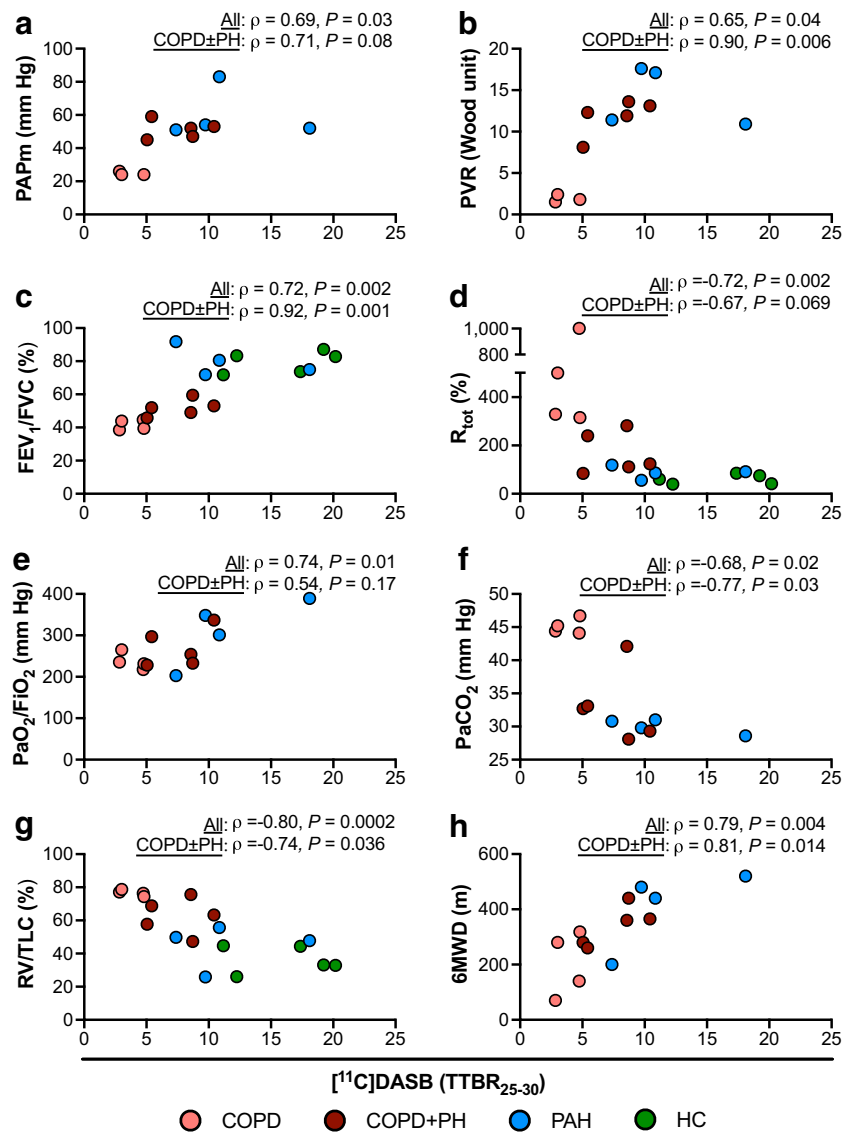 a
All: ρ = 0.69, P = 0.03
COPD±PH: ρ = 0.71, P = 0.08
PAPm (mm Hg)
100
80
60
40
20
0
0 5 10 15 20 25
b
All: ρ = 0.65, P = 0.04
COPD±PH: ρ = 0.90, P = 0.006
PVR (Wood unit)
20
15
10
5
0
0 5 10 15 20 25
c
All: ρ = 0.72, P = 0.002
COPD±PH: ρ = 0.92, P = 0.001
FEV₁/FVC (%)
100
80
60
40
20
0
0 5 10 15 20 25
d
All: ρ =-0.72, P = 0.002
COPD±PH: ρ =-0.67, P = 0.069
Rtot (%)
1,000
800
400
200
0
0 5 10 15 20 25
e
All: ρ = 0.74, P = 0.01
COPD±PH: ρ = 0.54, P = 0.17
PaO₂/FiO₂ (mm Hg)
400
300
200
100
0
0 5 10 15 20 25
f
All: ρ =-0.68, P = 0.02
COPD±PH: ρ =-0.77, P = 0.03
PaCO₂ (mm Hg)
50
45
40
35
30
25
0 5 10 15 20 25
g
All: ρ =-0.80, P = 0.0002
COPD±PH: ρ =-0.74, P = 0.036
RV/TLC (%)
100
80
60
40
20
0
0 5 10 15 20 25
h
All: ρ = 0.79, P = 0.004
COPD±PH: ρ = 0.81, P = 0.014
6MWD (m)
600
400
200
0
0 5 10 15 20 25
[¹¹C]DASB (TTBR₂₅₋₃₀)
COPD COPD+PH PAH HC